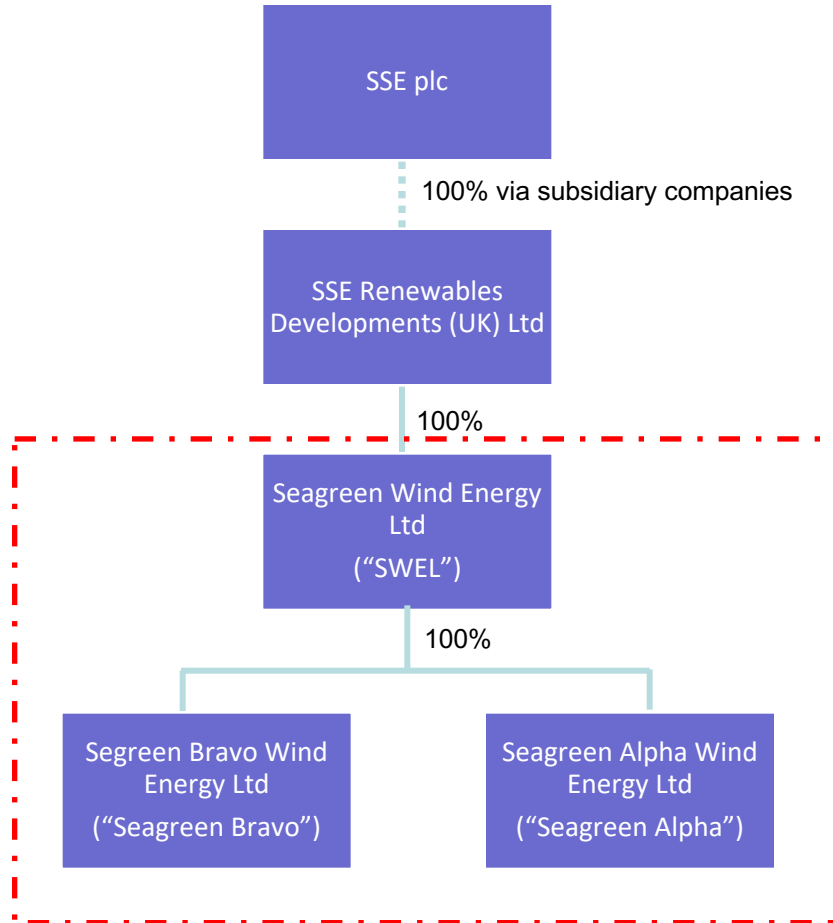 SSE plc
100% via subsidiary companies
SSE Renewables
Developments (UK) Ltd
100%
Seagreen Wind Energy
Ltd
(“SWEL”)
100%
Segreen Bravo Wind
Energy Ltd
(“Seagreen Bravo”)
Seagreen Alpha Wind
Energy Ltd
(“Seagreen Alpha”)